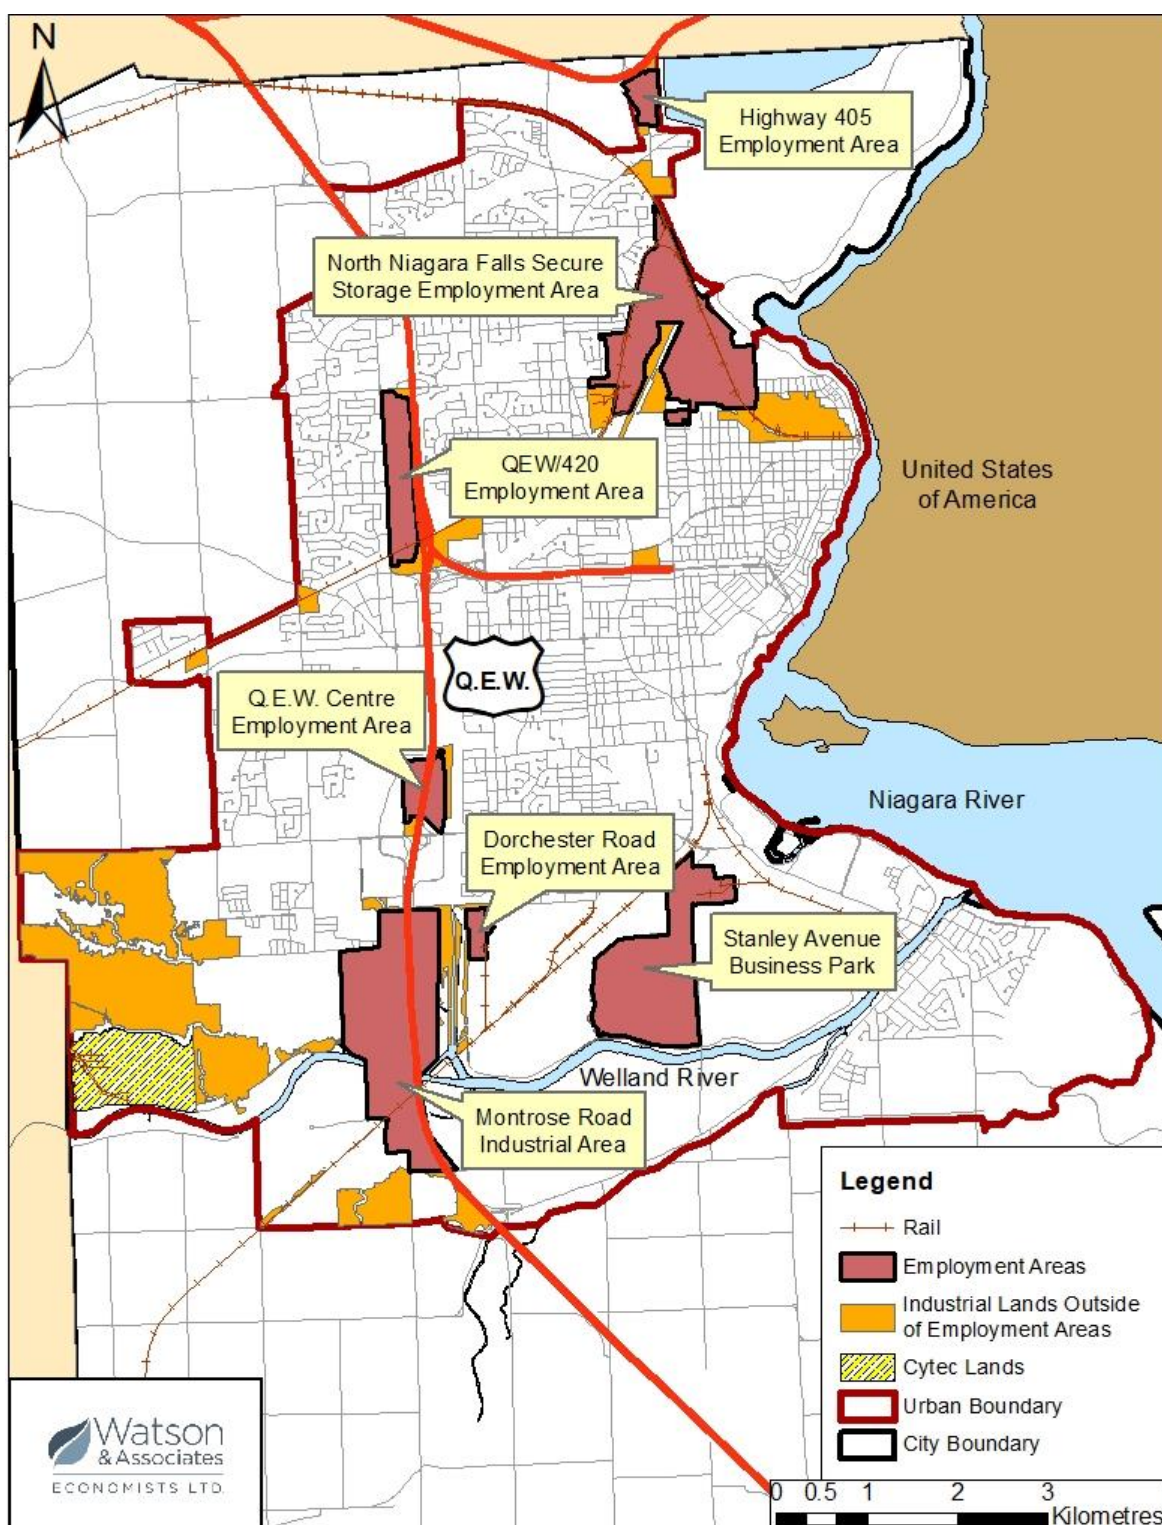 N
Highway 405
Employment Area
North Niagara Falls Secure
Storage Employment Area
QEW/420
Employment Area
United States
of America
Q.E.W.
Q.E.W. Centre
Employment Area
Niagara River
Dorchester Road
Employment Area
Stanley Avenue
Business Park
Welland River
Montrose Road
Industrial Area
Legend
Rail
Employment Areas
Industrial Lands Outside
of Employment Areas
Cytec Lands
Urban Boundary
City Boundary
Watson
& Associates
ECONOMISTS LTD.
0 0.5 1 2 3
Kilometres